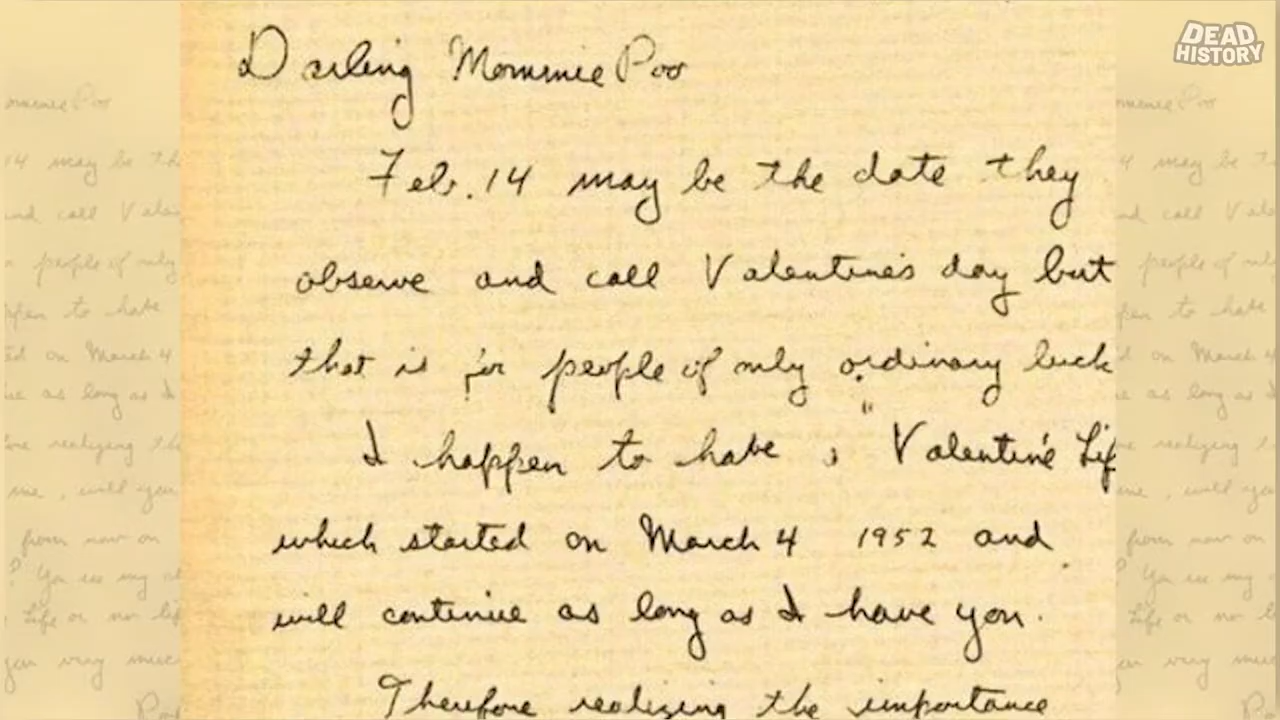 DEAD
HISTORY
Darling Mommie Poo
Feb. 14 may be the date they
observe and call Valentine's day but
that is for people of only ordinary luck
I happen to have a "Valentine Lif
which started on March 4 1952 and
will continue as long as I have you.
Therefore realizing the importance